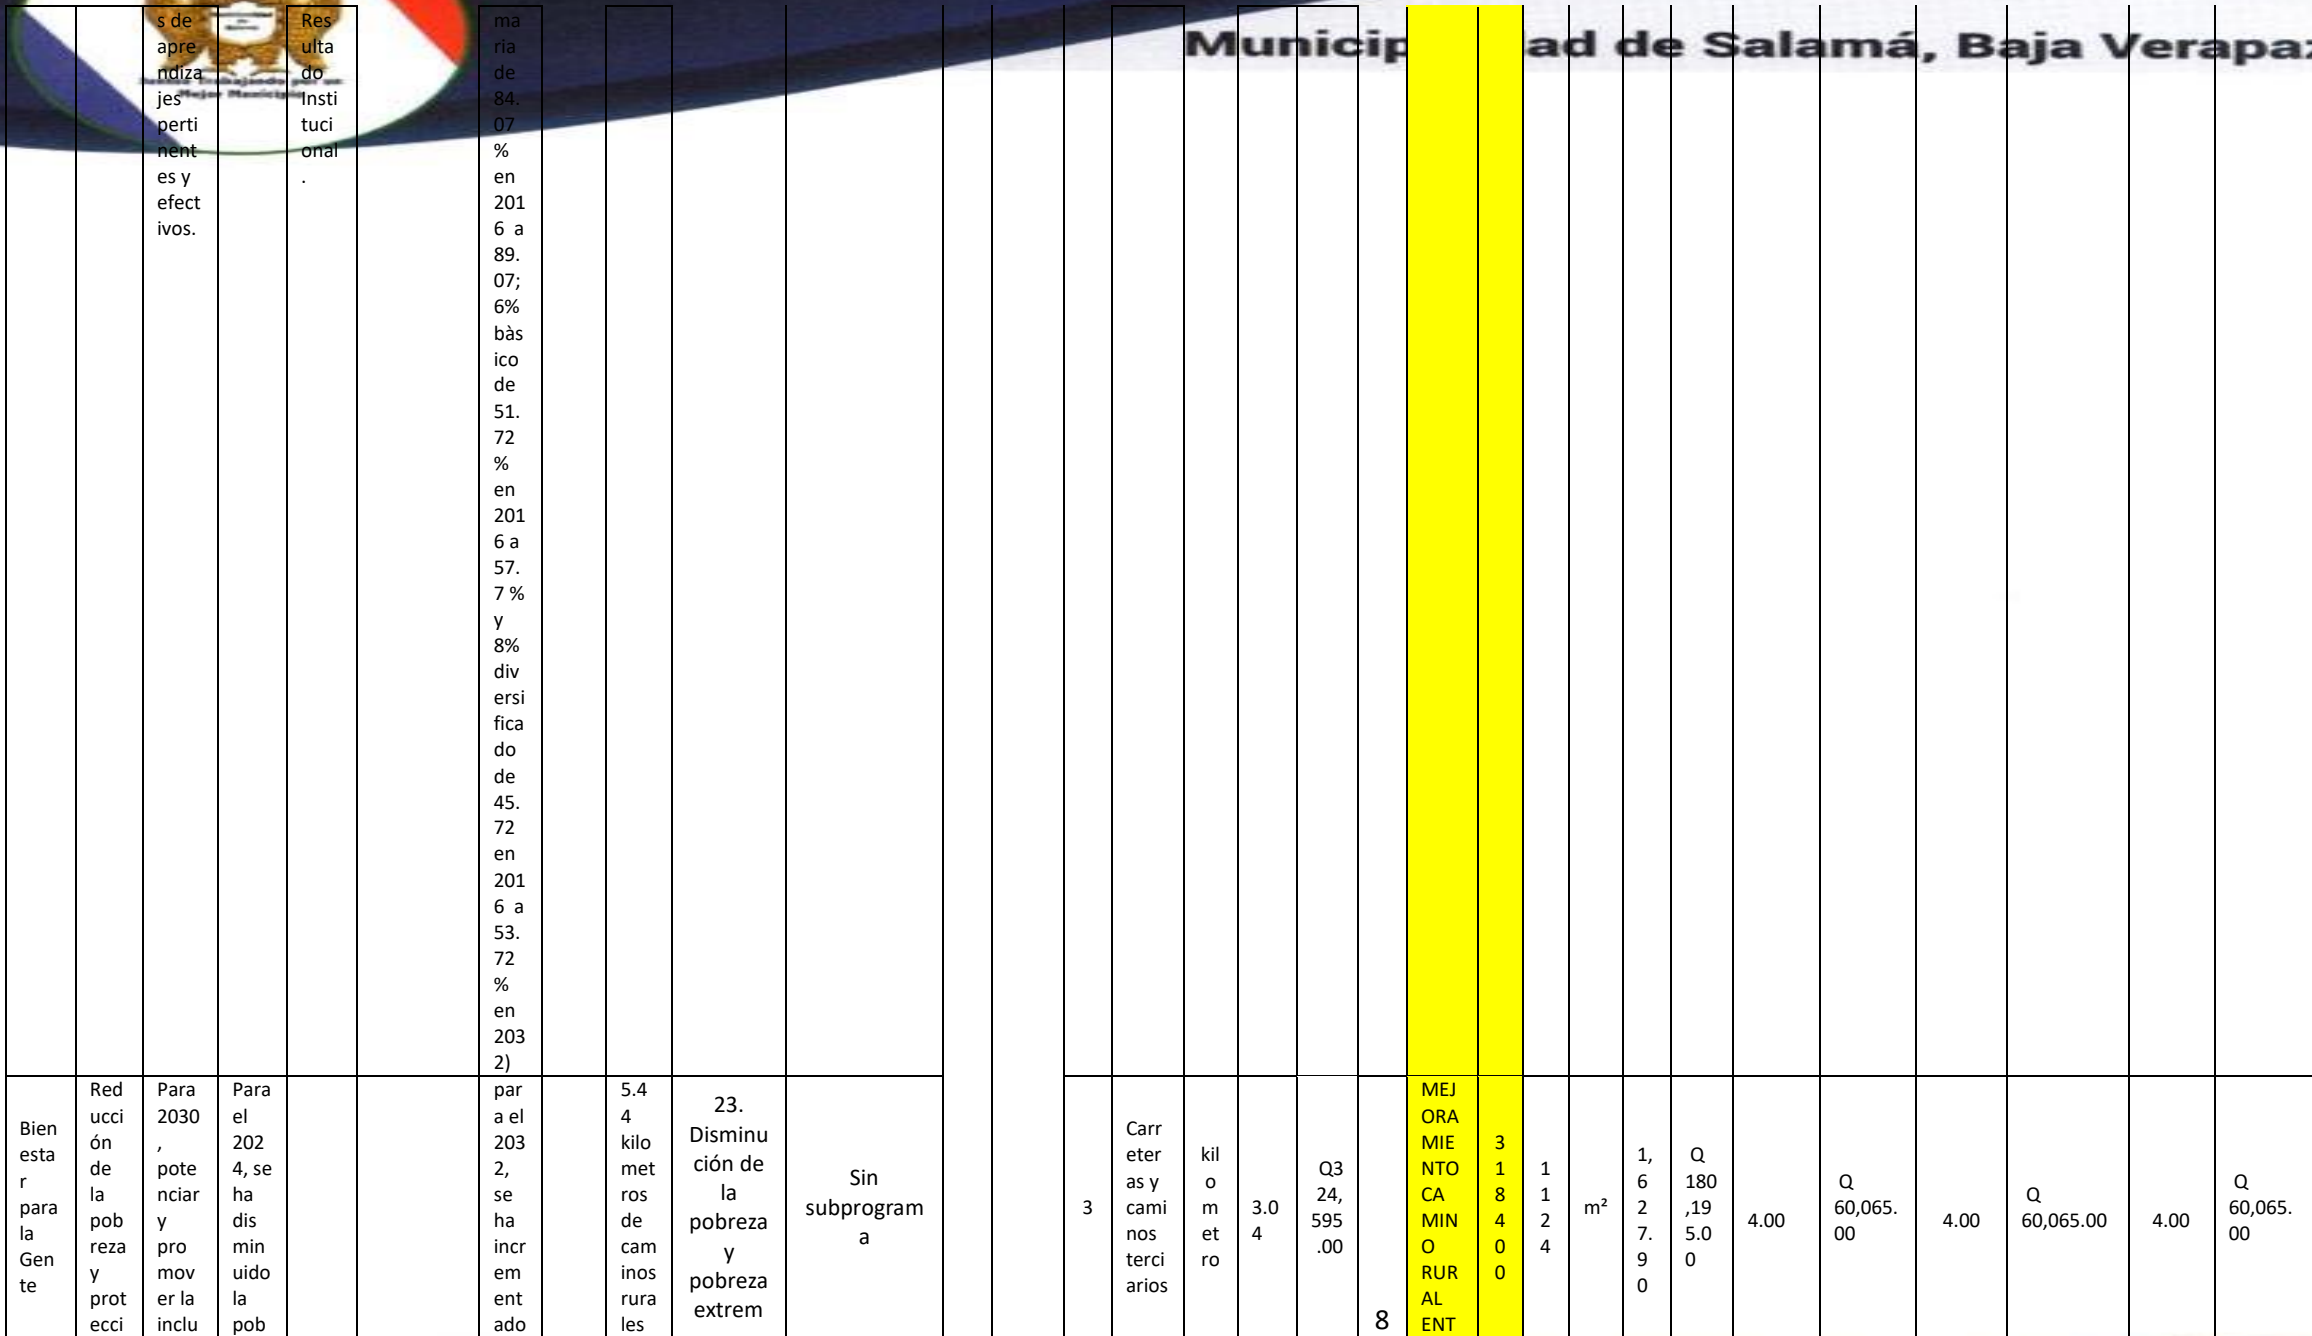 Municip ad de Salamá, Baja Verapaz
s de
apre
ndiza
jes
perti
nent
es y
efect
ivos.
Res
ulta
do
Insti
tuci
onal
.
ma
ria
de
84.
07
%
en
201
6 a
89.
07;
6%
bàs
ico
de
51.
72
%
en
201
6 a
57.
7 %
y
8%
div
ersi
fica
do
de
45.
72
en
201
6 a
53.
72
%
en
203
2)
Bien
esta
r
para
la
Gen
te
Red
ucci
ón
de
la
pob
reza
y
prot
ecci
Para
2030
,
pote
nciar
y
pro
mov
er la
inclu
Para
el
202
4, se
ha
dis
min
uido
la
pob
par
a el
203
2,
se
ha
incr
em
ent
ado
5.4
4
kilo
met
ros
de
cam
inos
rura
les
23.
Disminu
ción de
la
pobreza
y
pobreza
extrem
Sin
subprogram
a
3
Carr
eter
as y
cami
nos
terci
arios
kil
o
m
et
ro
3.0
4
Q3
24,
595
.00
8
MEJ
ORA
MIE
NTO
CA
MIN
O
RUR
AL
ENT
3
1
8
4
0
0
1
1
2
4
m²
1,
6
2
7.
9
0
Q
180
,19
5.0
0
4.00
Q
60,065.
00
4.00
Q
60,065.00
4.00
Q
60,065.
00